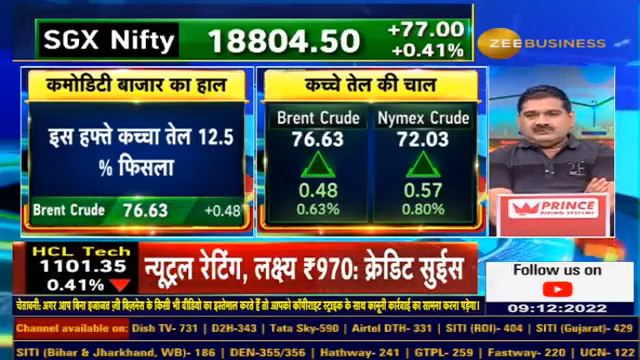 SGX Nifty 18804.50 +77.00
+0.41%
ZEE BUSINESS
कमोडिटी बाजार का हाल
इस हफ्ते कच्चा तेल 12.5
% फिसला
Brent Crude 76.63 +0.48
कच्चे तेल की चाल
Brent Crude Nymex Crude
76.63 72.03
0.48 0.57
0.63% 0.80%
PRINCE
PIPING SYSTEMS
HCL Tech
1101.35
0.41%
न्यूट्रल रेटिंग, लक्ष्य ₹970: क्रेडिट सुईस
Follow us on
YouTube
09:12:2022
चेतावनी: अगर आप बिना इजाजत ज़ी बिज़नेस के किसी भी वीडियो का इस्तेमाल करते हैं तो आपको कॉपीराइट स्ट्राइक के साथ कानूनी कार्रवाई का सामना करना पड़ेगा।
Channel available on: Dish TV- 731 | D2H-343 | Tata Sky-590 | Airtel DTH- 331 | SITI (ROI)- 404 | SITI (Gujarat)- 429
SITI (Bihar & Jharkhand, WB)- 186 | DEN-355/356 | Hathway- 241 | GTPL- 259 | Fastway- 220 | UCN- 122